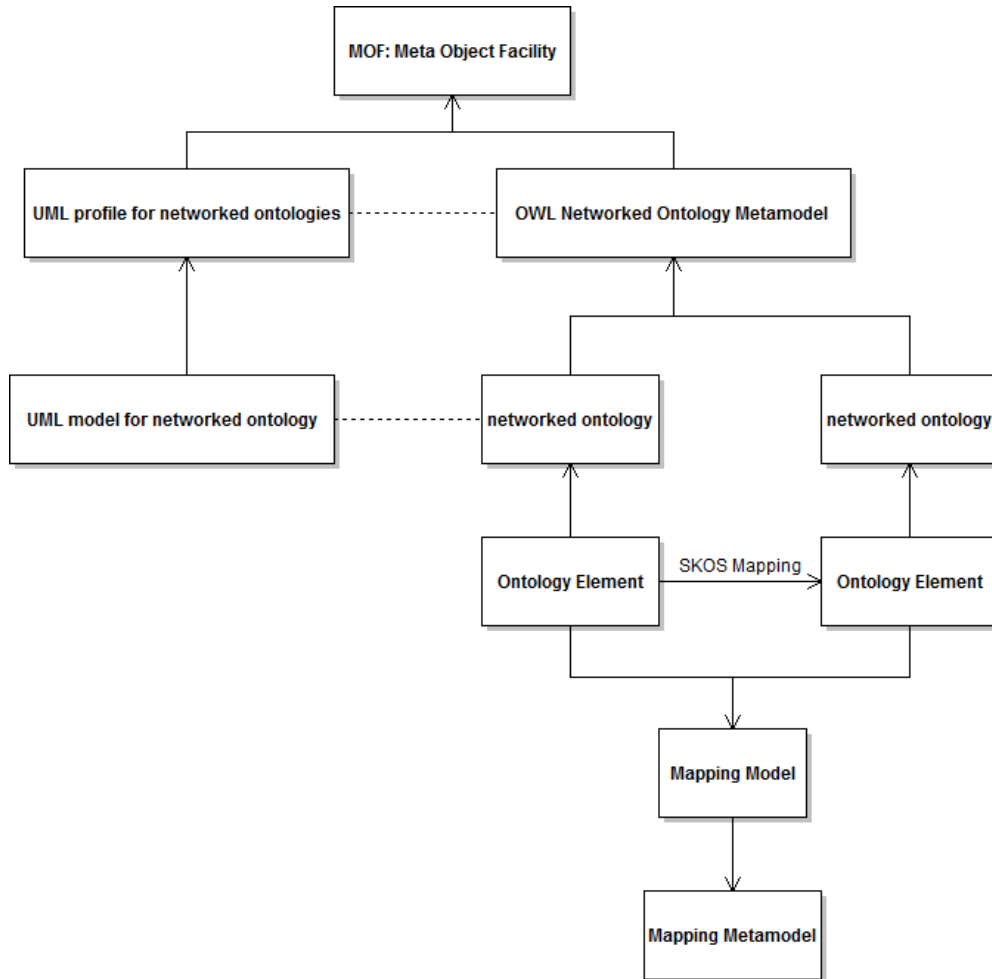 MOF: Meta Object Facility
UML profile for networked ontologies
OWL Networked Ontology Metamodel
UML model for networked ontology
networked ontology
networked ontology
Ontology Element
SKOS Mapping
Ontology Element
Mapping Model
Mapping Metamodel